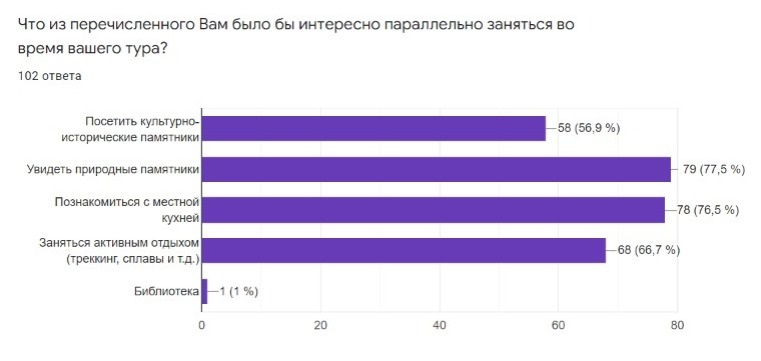 Что из перечисленного Вам было бы интересно параллельно заняться во
время вашего тура?
102 ответа
Посетить культурно-
исторические памятники
58 (56,9 %)
Увидеть природные памятники
79 (77,5 %)
Познакомиться с местной
кухней
78 (76,5 %)
Заняться активным отдыхом
(треккинг, сплавы и т.д.)
68 (66,7 %)
Библиотека
1 (1 %)
0 20 40 60 80